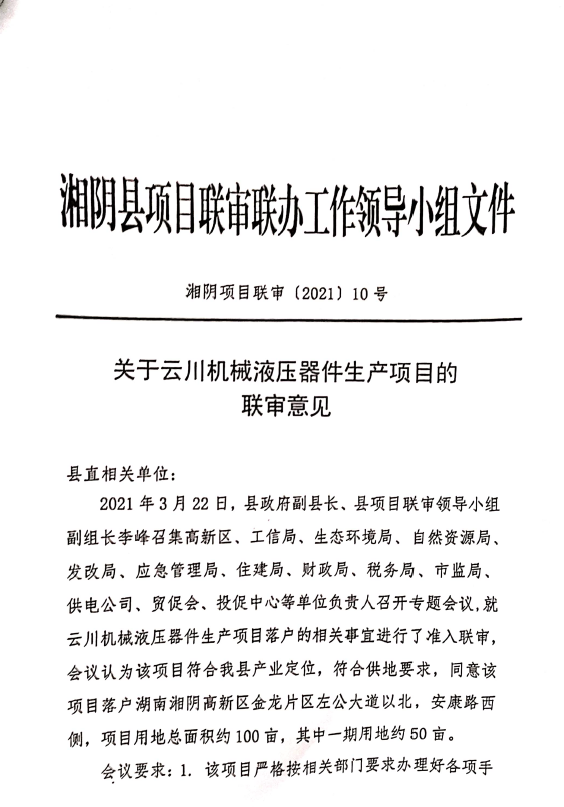 湘阴县项目联审联办工作领导小组文件
湘阴项目联审〔2021〕10号
关于云川机械液压器件生产项目的
联审意见
县直相关单位：
2021年3月22日，县政府副县长、县项目联审领导小组
副组长李峰召集高新区、工信局、生态环境局、自然资源局、
发改局、应急管理局、住建局、财政局、税务局、市监局、
供电公司、贸促会、投促中心等单位负责人召开专题会议,就
云川机械液压器件生产项目落户的相关事宜进行了准入联审，
会议认为该项目符合我县产业定位，符合供地要求，同意该
项目落户湖南湘阴高新区金龙片区左公大道以北，安康路西
侧，项目用地总面积约100亩，其中一期用地约50亩。
会议要求：1. 该项目严格按相关部门要求办理好各项手